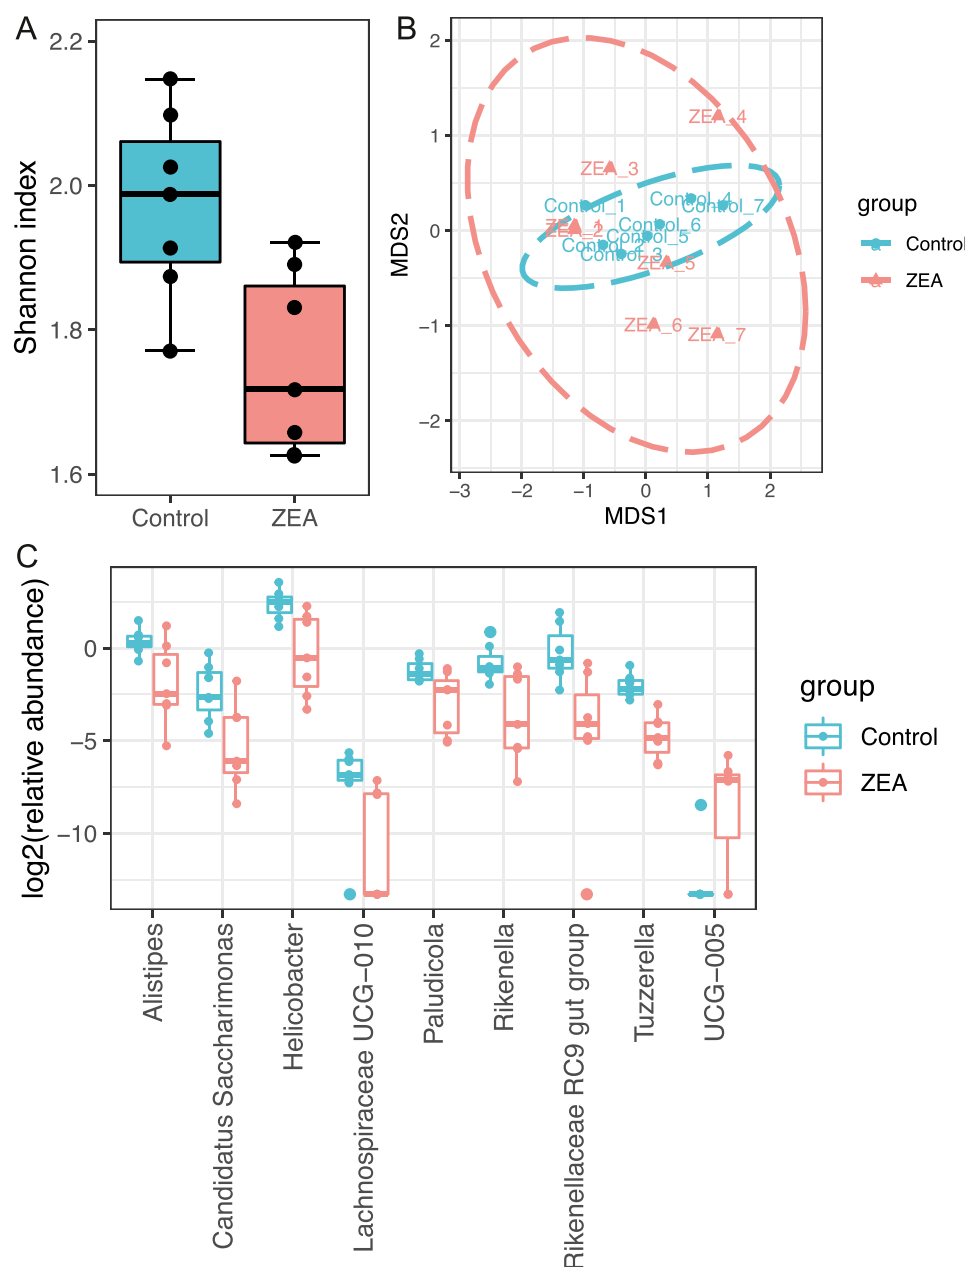 A
2.2
2.0
1.8
1.6
Shannon index
Control
ZEA
B
2
1
0
−1
−2
MDS2
ZEA_4
ZEA_3
Control_4
Control_1
Control_7
ZEA_1
Control_6
ZEA_2
Control_5
Control_2
Control_3
ZEA_5
ZEA_6
ZEA_7
−3
−2
−1
0
1
2
MDS1
group
Control
ZEA
C
0
−5
−10
log2(relative abundance)
Alistipes
Candidatus Saccharimonas
Helicobacter
Lachnospiraceae UCG−010
Paludicola
Rikenella
Rikenellaceae RC9 gut group
Tuzzerella
UCG−005
group
Control
ZEA